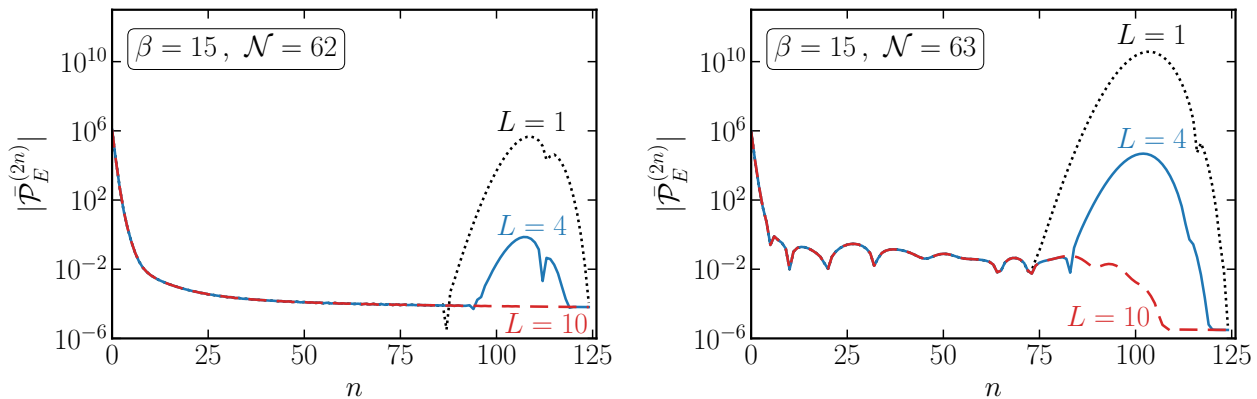 β = 15 , 𝒩 = 62
|𝒫̄_E^{(2n)}|
10^{10}
10^{6}
10^{2}
10^{−2}
10^{−6}
L = 1
L = 4
L = 10
0 25 50 75 100 125
n
β = 15 , 𝒩 = 63
|𝒫̄_E^{(2n)}|
10^{10}
10^{6}
10^{2}
10^{−2}
10^{−6}
L = 1
L = 4
L = 10
0 25 50 75 100 125
n